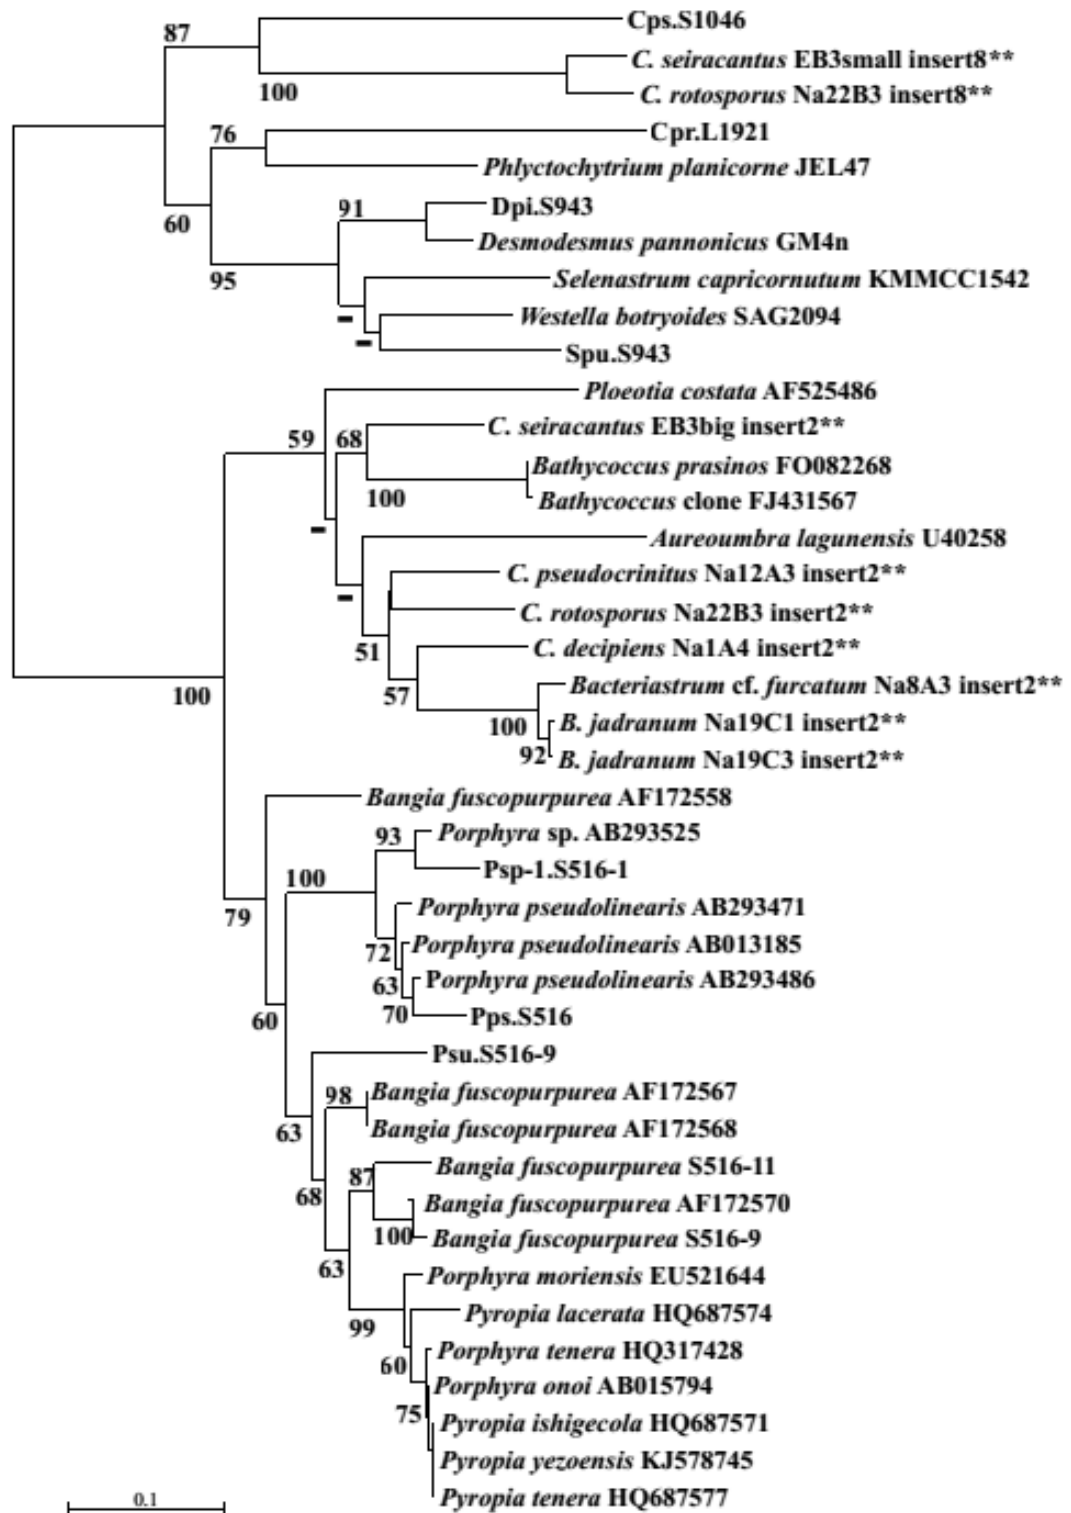 87
Cps.S1046
C. seiracantus EB3small insert8**
100
C. rotosporus Na22B3 insert8**
76
Cpr.L1921
Phlyctochytrium planicorne JEL47
60
91
Dpi.S943
Desmodesmus pannonicus GM4n
95
Selenastrum capricornutum KMMCC1542
-
Westella botryoides SAG2094
-
Spu.S943
Ploeotia costata AF525486
59
68
C. seiracantus EB3big insert2**
Bathycoccus prasinos FO082268
100
Bathycoccus clone FJ431567
-
Aureoumbra lagunensis U40258
C. pseudocrinitus Na12A3 insert2**
-
C. rotosporus Na22B3 insert2**
51
C. decipiens Na1A4 insert2**
100
57
Bacteriastrum cf. furcatum Na8A3 insert2**
100
B. jadranum Na19C1 insert2**
92
B. jadranum Na19C3 insert2**
Bangia fuscopurpurea AF172558
93
Porphyra sp. AB293525
100
Psp-1.S516-1
79
Porphyra pseudolinearis AB293471
72
Porphyra pseudolinearis AB013185
63
Porphyra pseudolinearis AB293486
60
70
Pps.S516
Psu.S516-9
98
Bangia fuscopurpurea AF172567
63
Bangia fuscopurpurea AF172568
87
Bangia fuscopurpurea S516-11
68
Bangia fuscopurpurea AF172570
100
Bangia fuscopurpurea S516-9
63
Porphyra moriensis EU521644
99
Pyropia lacerata HQ687574
60
Porphyra tenera HQ317428
Porphyra onoi AB015794
75
Pyropia ishigecola HQ687571
Pyropia yezoensis KJ578745
Pyropia tenera HQ687577
0.1